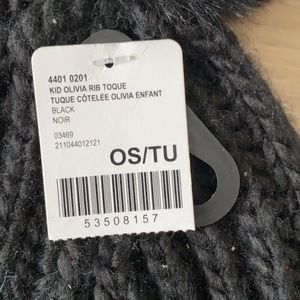 4401 0201
KID OLIVIA RIB TOQUE
TUQUE CÔTELÉE OLIVIA ENFANT
BLACK
NOIR
03469
211044012121
OS/TU
53508157